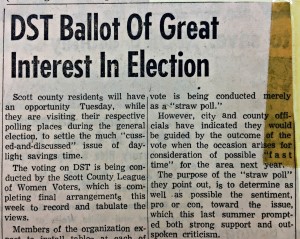 DST Ballot Of Great
Interest In Election
Scott county residents will have
an opportunity Tuesday, while
they are visiting their respective
polling places during the general
election, to settle the much "cuss-
ed-and-discussed" issue of day-
light savings time.
The voting on DST is being con-
ducted by the Scott County League
of Women Voters, which is com-
pleting final arrangements this
week to record and tabulate the
views.
Members of the organization ex-
vote is being conducted merely
as a "straw poll."
However, city and county offi-
cials have indicated they would
be guided by the outcome of the
vote when the occasion arises for
consideration of possible "fast
time" for the area next year.
The purpose of the "straw poll"
they point out, is to determine as
well as possible the sentiment,
pro or con, toward the issue,
which this last summer prompt-
ed both strong support and out-
spoken criticism.